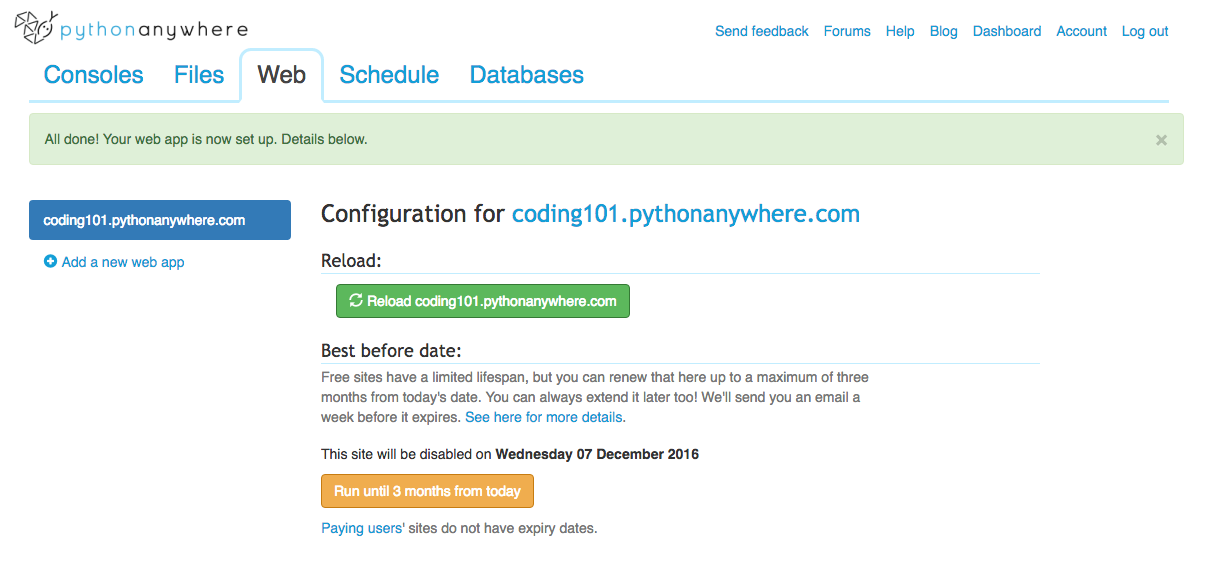 pythonanywhere
Send feedback Forums Help Blog Dashboard Account Log out
Consoles Files Web Schedule Databases
All done! Your web app is now set up. Details below.
×
coding101.pythonanywhere.com
Add a new web app
Configuration for coding101.pythonanywhere.com
Reload:
Reload coding101.pythonanywhere.com
Best before date:
Free sites have a limited lifespan, but you can renew that here up to a maximum of three
months from today's date. You can always extend it later too! We'll send you an email a
week before it expires. See here for more details.
This site will be disabled on Wednesday 07 December 2016
Run until 3 months from today
Paying users' sites do not have expiry dates.